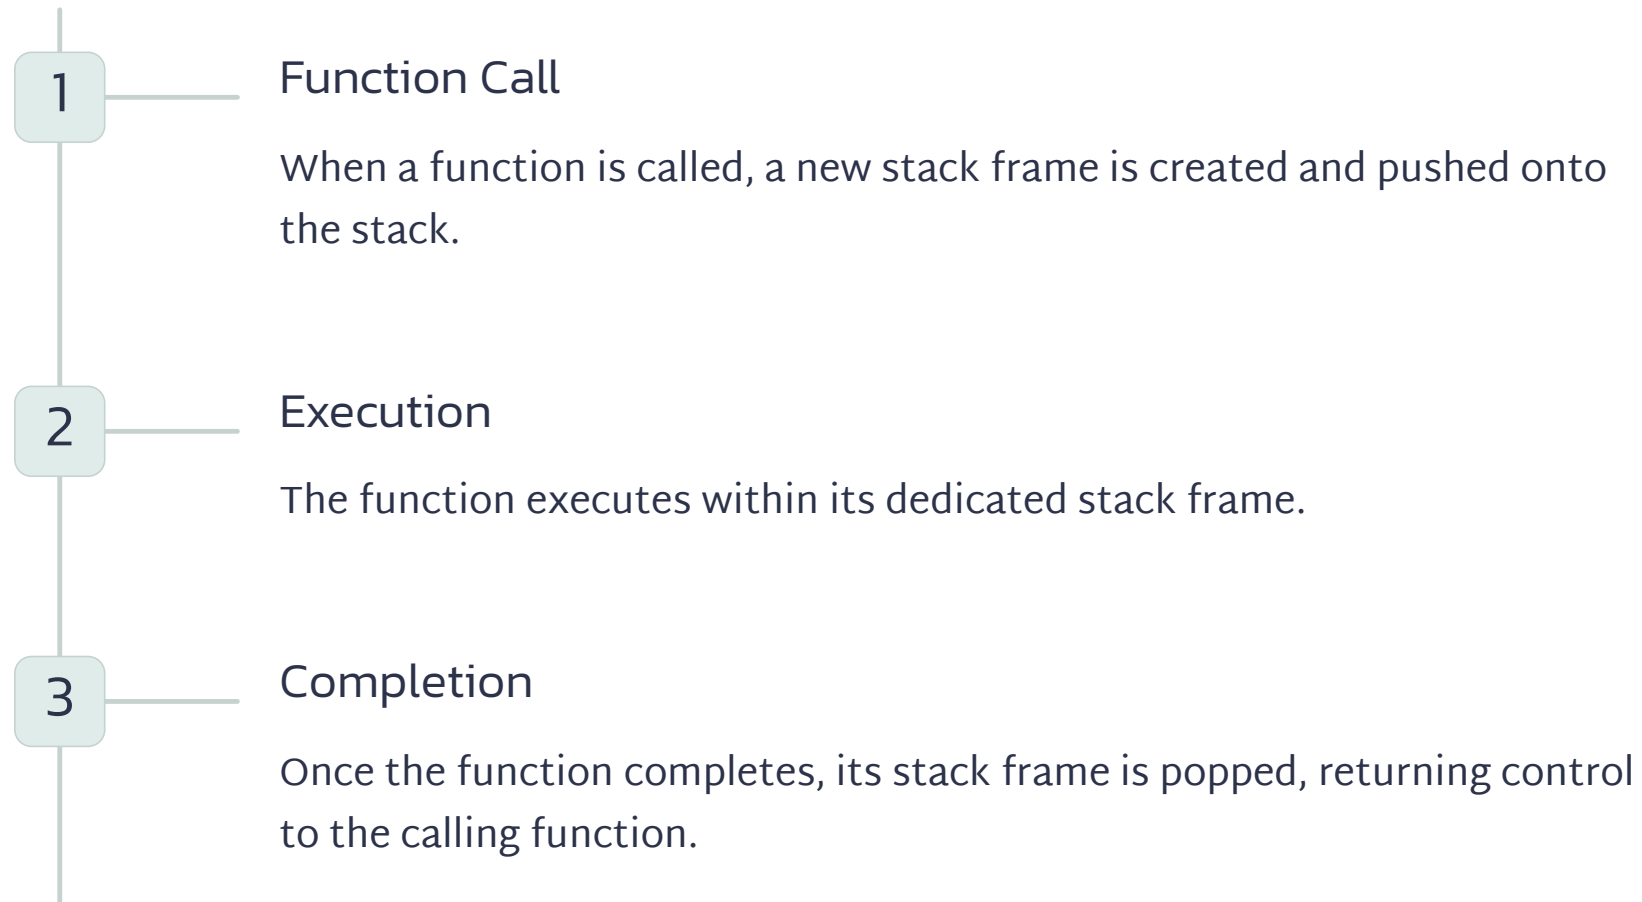 1
Function Call
When a function is called, a new stack frame is created and pushed onto
the stack.
2
Execution
The function executes within its dedicated stack frame.
3
Completion
Once the function completes, its stack frame is popped, returning control
to the calling function.